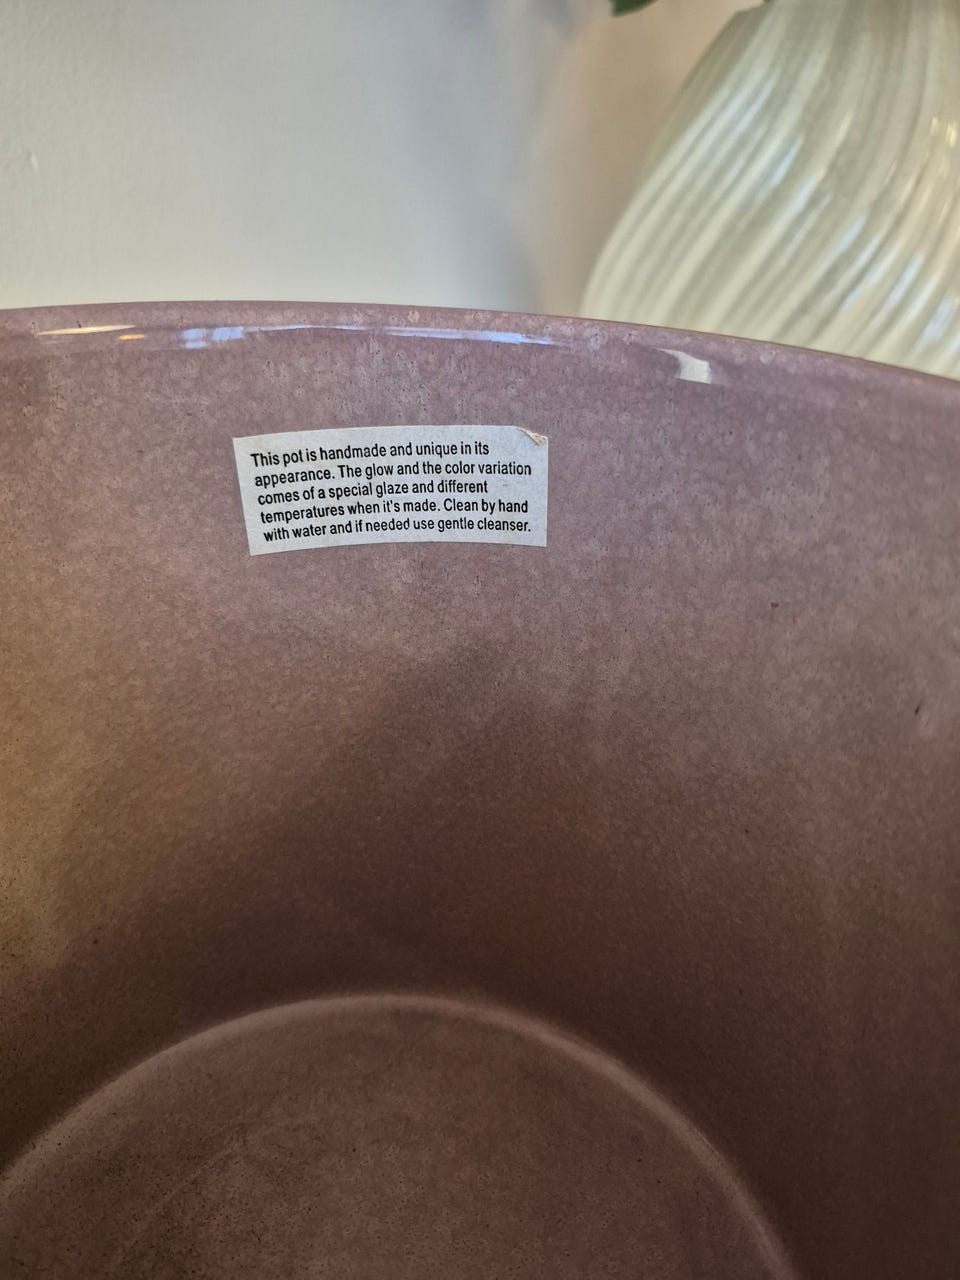 This pot is handmade and unique in its
appearance. The glow and the color variation
comes of a special glaze and different
temperatures when it's made. Clean by hand
with water and if needed use gentle cleanser.